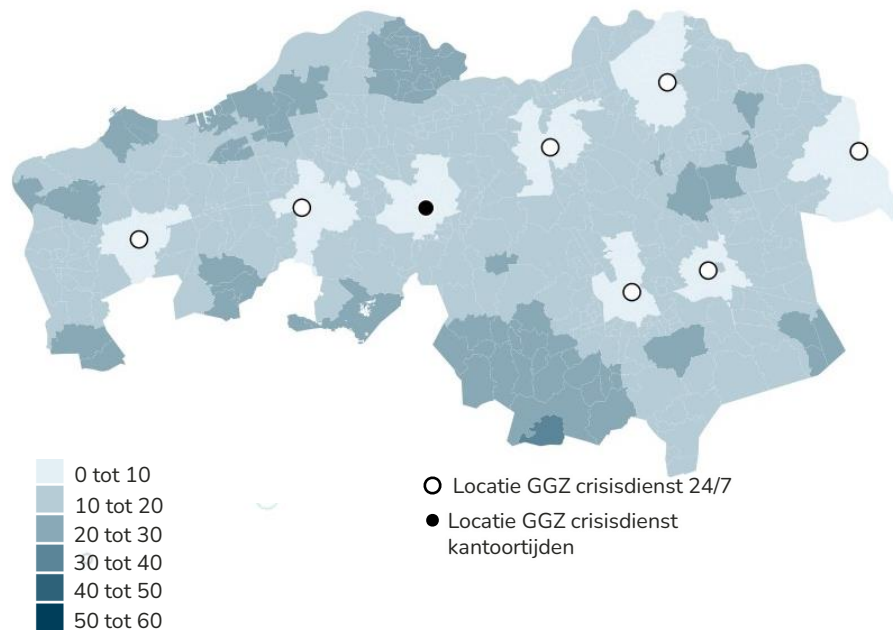 0 tot 10
10 tot 20
20 tot 30
30 tot 40
40 tot 50
50 tot 60
Locatie GGZ crisisdienst 24/7
Locatie GGZ crisisdienst
kantoortijden